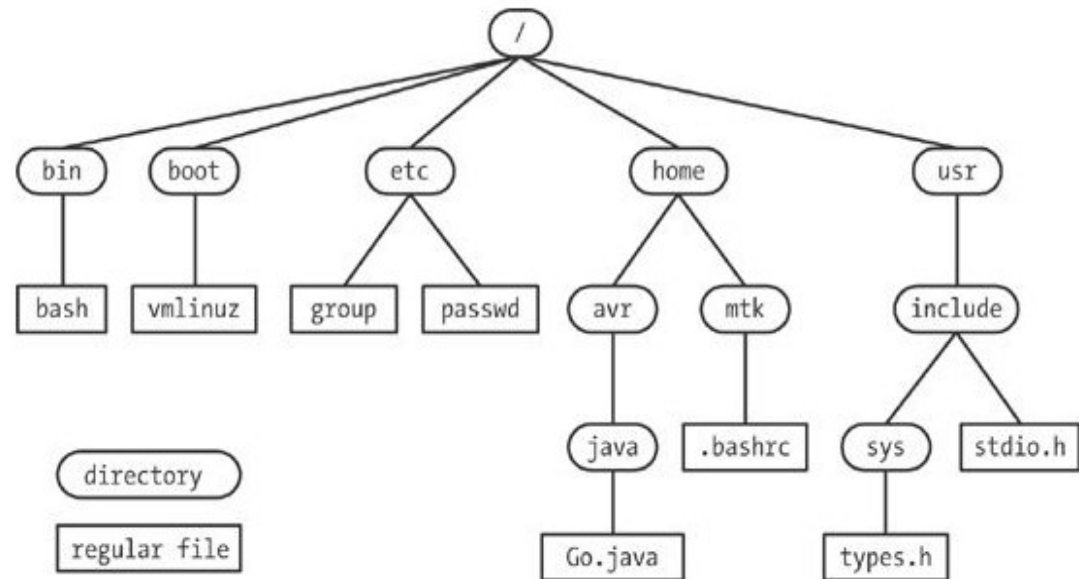 /
bin boot etc home usr
bash vmlinuz group passwd avr mtk include
java .bashrc sys stdio.h
directory
regular file Go.java types.h